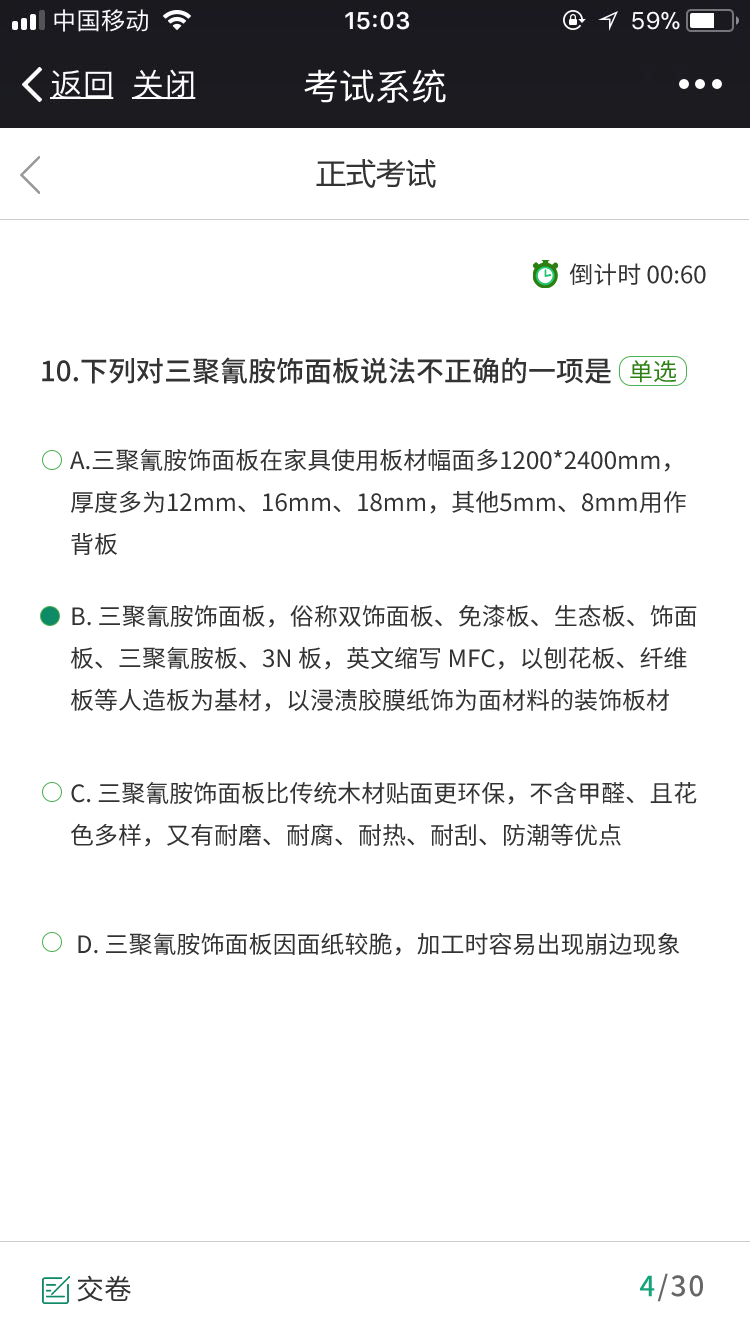 中国移动 15:03 59%
返回 关闭 考试系统
正式考试
倒计时 00:60
10.下列对三聚氰胺饰面板说法不正确的一项是 单选
A.三聚氰胺饰面板在家具使用板材幅面多1200*2400mm，
厚度多为12mm、16mm、18mm，其他5mm、8mm用作
背板
B. 三聚氰胺饰面板，俗称双饰面板、免漆板、生态板、饰面
板、三聚氰胺板、3N 板，英文缩写 MFC，以刨花板、纤维
板等人造板为基材，以浸渍胶膜纸饰为面材料的装饰板材
C. 三聚氰胺饰面板比传统木材贴面更环保，不含甲醛、且花
色多样，又有耐磨、耐腐、耐热、耐刮、防潮等优点
D. 三聚氰胺饰面板因面纸较脆，加工时容易出现崩边现象
交卷 4/30